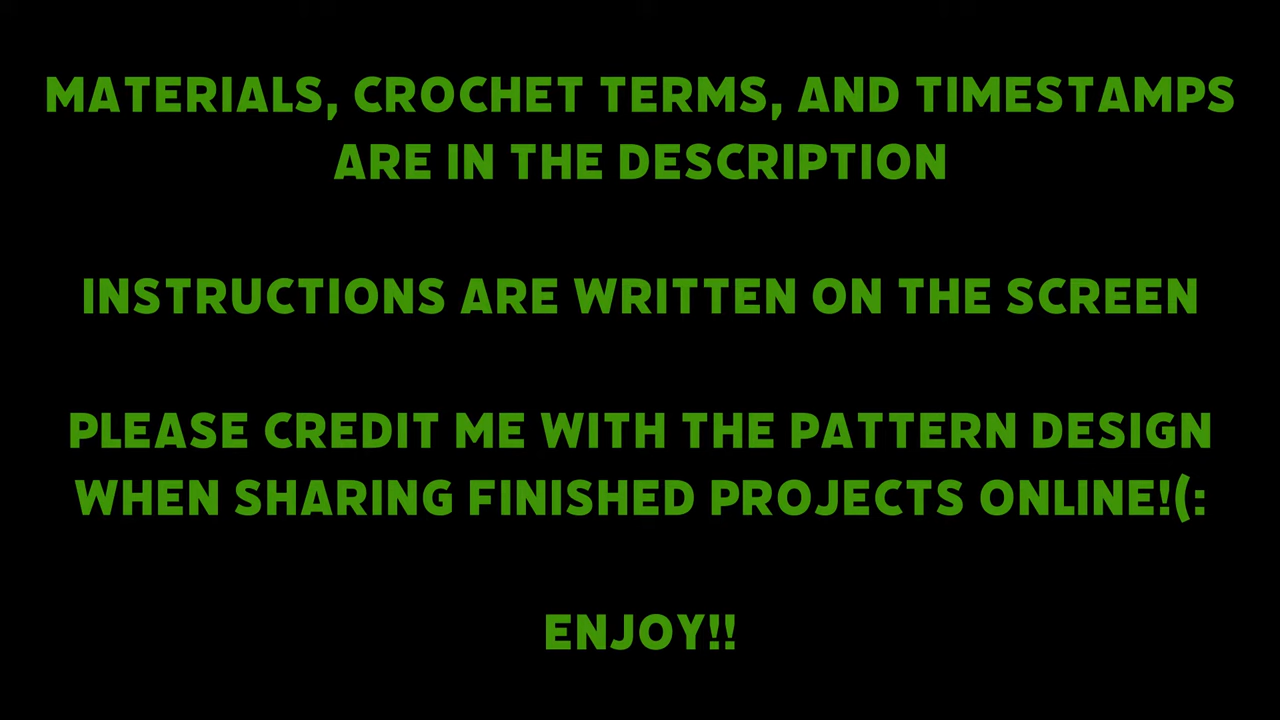 MATERIALS, CROCHET TERMS, AND TIMESTAMPS
ARE IN THE DESCRIPTION
INSTRUCTIONS ARE WRITTEN ON THE SCREEN
PLEASE CREDIT ME WITH THE PATTERN DESIGN
WHEN SHARING FINISHED PROJECTS ONLINE!(:
ENJOY!!